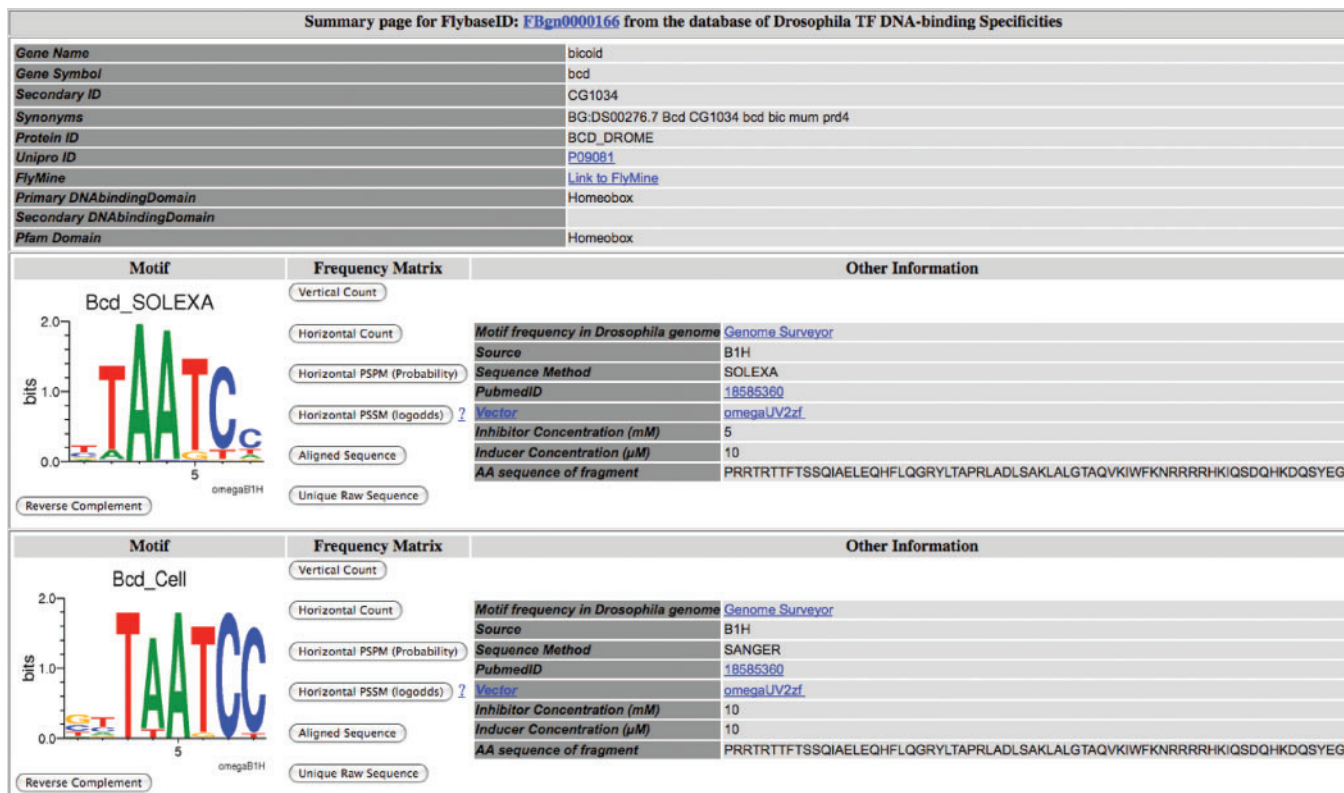 Summary page for FlybaseID: FBgn0000166 from the database of Drosophila TF DNA-binding Specificities
Gene Name bicoid
Gene Symbol bcd
Secondary ID CG1034
Synonyms BG:DS00276.7 Bcd CG1034 bcd bic mum prd4
Protein ID BCD_DROME
Unipro ID P09081
FlyMine Link to FlyMine
Primary DNAbindingDomain Homeobox
Secondary DNAbindingDomain
Pfam Domain Homeobox
Motif Frequency Matrix Other Information
Bcd_SOLEXA
2.0
1.0
0.0
bits
TAATCC
5
omegaB1H
Reverse Complement
Vertical Count
Horizontal Count
Horizontal PSPM (Probability)
Horizontal PSSM (logodds) ?
Aligned Sequence
Unique Raw Sequence
Motif frequency in Drosophila genome Genome Surveyor
Source B1H
Sequence Method SOLEXA
PubmedID 18585360
Vector omegaUV2zf
Inhibitor Concentration (mM) 5
Inducer Concentration (µM) 10
AA sequence of fragment PRRTRTTFTSSQIAELEQHFLQGRYLTAPRLADLSAKLALGTAQVKIWFKNRRRRHKIQSDQHKDQSYEG
Motif Frequency Matrix Other Information
Bcd_Cell
2.0
1.0
0.0
bits
TAATCC
5
omegaB1H
Reverse Complement
Vertical Count
Horizontal Count
Horizontal PSPM (Probability)
Horizontal PSSM (logodds) ?
Aligned Sequence
Unique Raw Sequence
Motif frequency in Drosophila genome Genome Surveyor
Source B1H
Sequence Method SANGER
PubmedID 18585360
Vector omegaUV2zf
Inhibitor Concentration (mM) 10
Inducer Concentration (µM) 10
AA sequence of fragment PRRTRTTFTSSQIAELEQHFLQGRYLTAPRLADLSAKLALGTAQVKIWFKNRRRRHKIQSDQHKDQSYEG